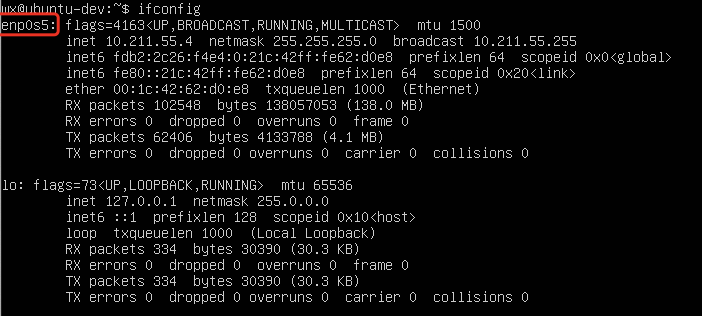 wx@ubuntu-dev:~$ ifconfig
enp0s5: flags=4163<UP,BROADCAST,RUNNING,MULTICAST>  mtu 1500
        inet 10.211.55.4  netmask 255.255.255.0  broadcast 10.211.55.255
        inet6 fdb2:2c26:f4e4:0:21c:42ff:fe62:d0e8  prefixlen 64  scopeid 0x0<global>
        inet6 fe80::21c:42ff:fe62:d0e8  prefixlen 64  scopeid 0x20<link>
        ether 00:1c:42:62:d0:e8  txqueuelen 1000  (Ethernet)
        RX packets 102548  bytes 138057053 (138.0 MB)
        RX errors 0  dropped 0  overruns 0  frame 0
        TX packets 62406  bytes 4133788 (4.1 MB)
        TX errors 0  dropped 0 overruns 0  carrier 0  collisions 0
lo: flags=73<UP,LOOPBACK,RUNNING>  mtu 65536
        inet 127.0.0.1  netmask 255.0.0.0
        inet6 ::1  prefixlen 128  scopeid 0x10<host>
        loop  txqueuelen 1000  (Local Loopback)
        RX packets 334  bytes 30390 (30.3 KB)
        RX errors 0  dropped 0  overruns 0  frame 0
        TX packets 334  bytes 30390 (30.3 KB)
        TX errors 0  dropped 0 overruns 0  carrier 0  collisions 0